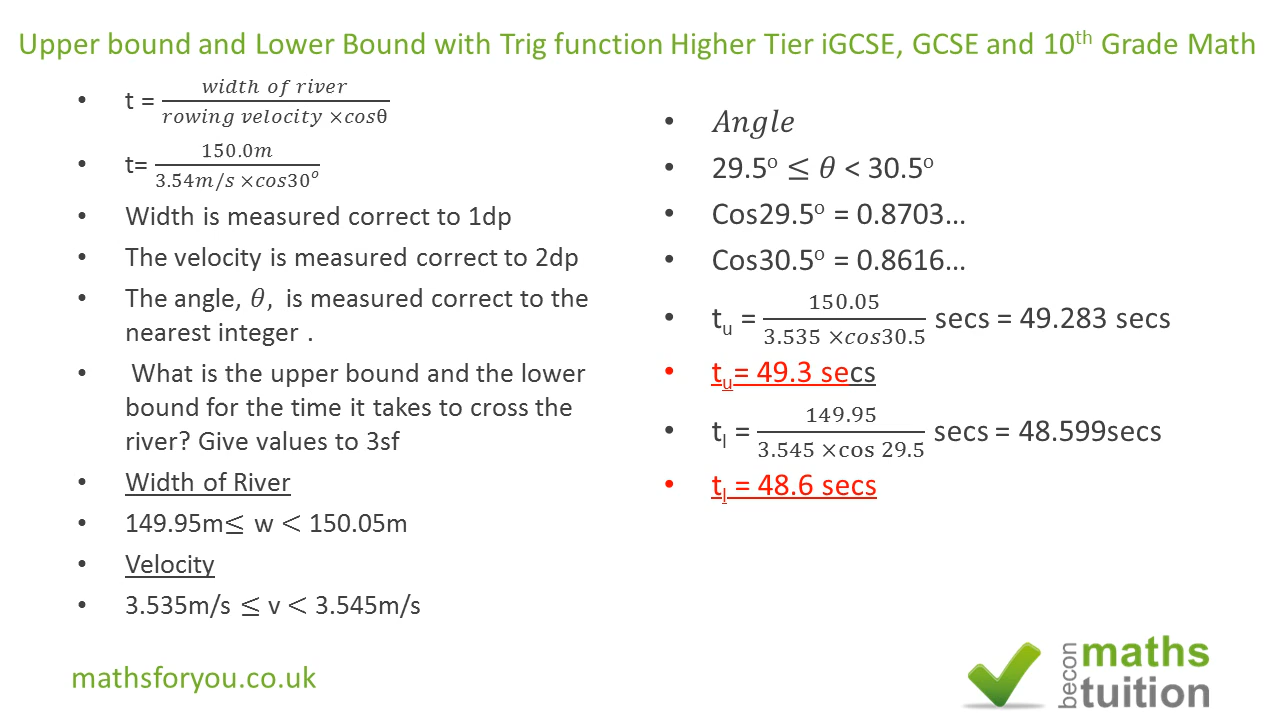 Upper bound and Lower Bound with Trig function Higher Tier iGCSE, GCSE and 10th Grade Math
• t = width of river / rowing velocity ×cosθ
• t= 150.0m / 3.54m/s ×cos30°
• Width is measured correct to 1dp
• The velocity is measured correct to 2dp
• The angle, θ, is measured correct to the
nearest integer .
• What is the upper bound and the lower
bound for the time it takes to cross the
river? Give values to 3sf
• Width of River
• 149.95m≤ w < 150.05m
• Velocity
• 3.535m/s ≤ v < 3.545m/s
• Angle
• 29.5° ≤ θ < 30.5°
• Cos29.5° = 0.8703…
• Cos30.5° = 0.8616…
• tu = 150.05 / 3.535 ×cos30.5 secs = 49.283 secs
• tu= 49.3 secs
• tl = 149.95 / 3.545 ×cos 29.5 secs = 48.599secs
• tl = 48.6 secs
mathsforyou.co.uk
becon
maths
tuition